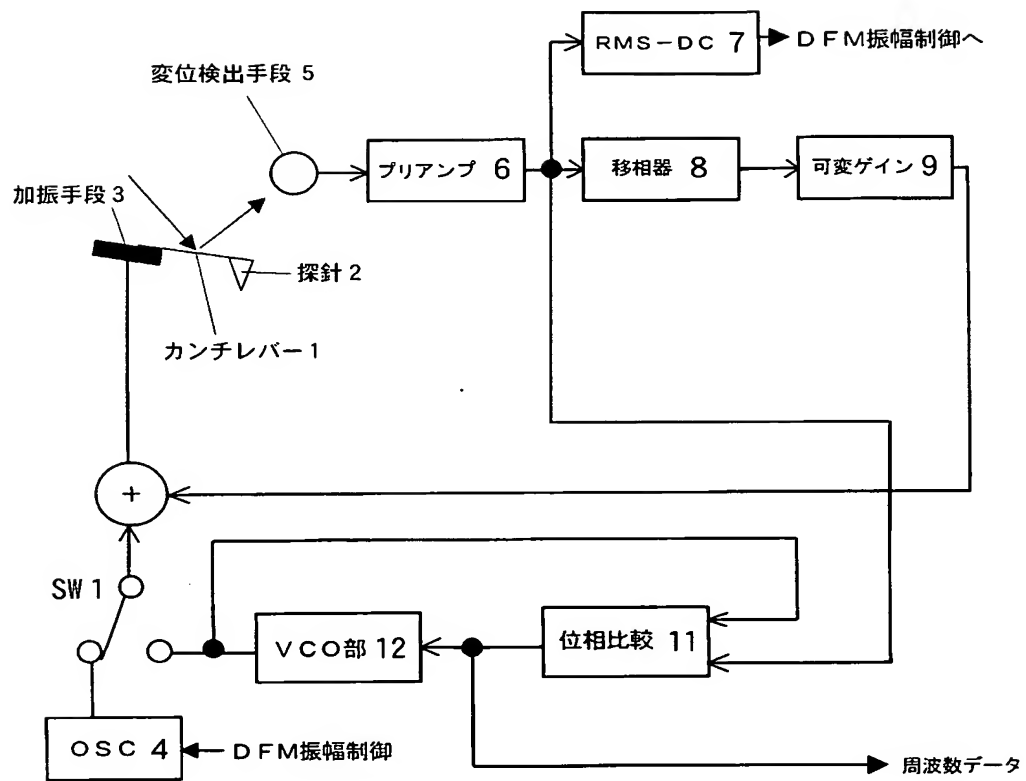 RMS-DC 7
DFM振幅制御へ
変位検出手段 5
プリアンプ 6
移相器 8
可変ゲイン 9
加振手段 3
探針 2
カンチレバー 1
+
SW 1
VCO部 12
位相比較 11
OSC 4
DFM振幅制御
周波数データ